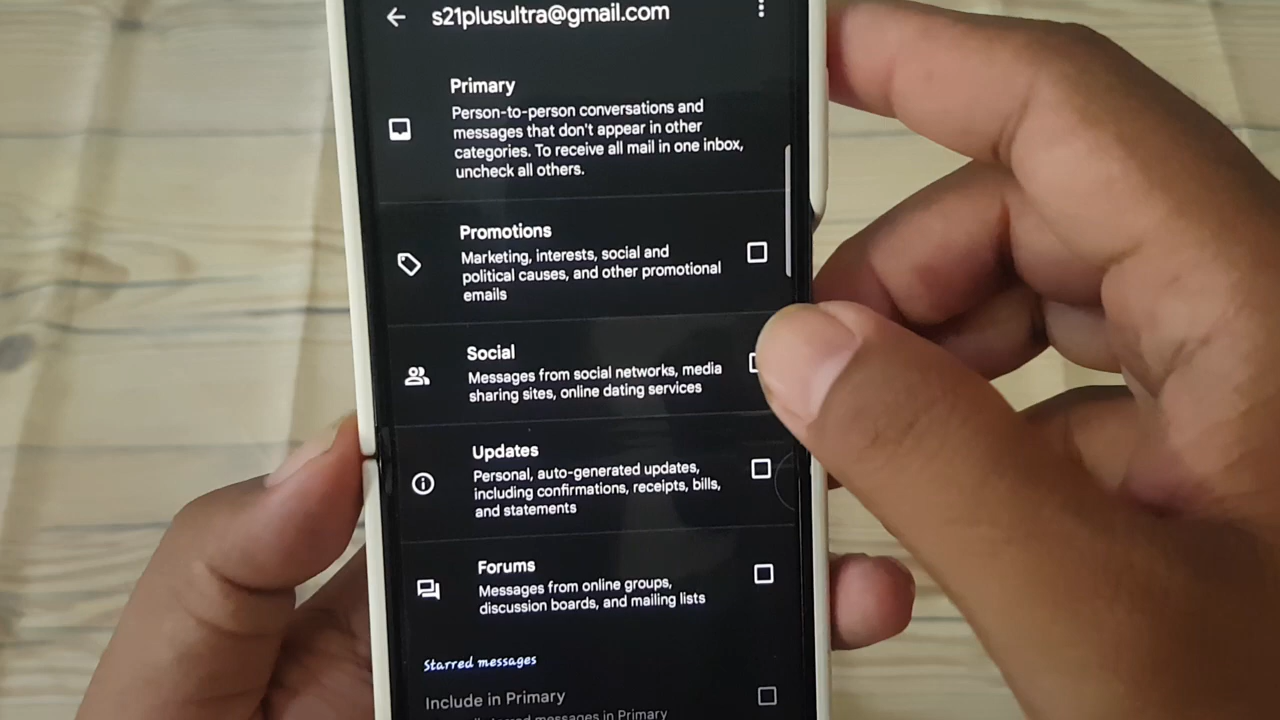 s21plusultra@gmail.com
Primary
Person-to-person conversations and
messages that don't appear in other
categories. To receive all mail in one inbox,
uncheck all others.
Promotions
Marketing, interests, social and
political causes, and other promotional
emails
Social
Messages from social networks, media
sharing sites, online dating services
Updates
Personal, auto-generated updates,
including confirmations, receipts, bills,
and statements
Forums
Messages from online groups,
discussion boards, and mailing lists
Starred messages
Include in Primary
messages in Primary